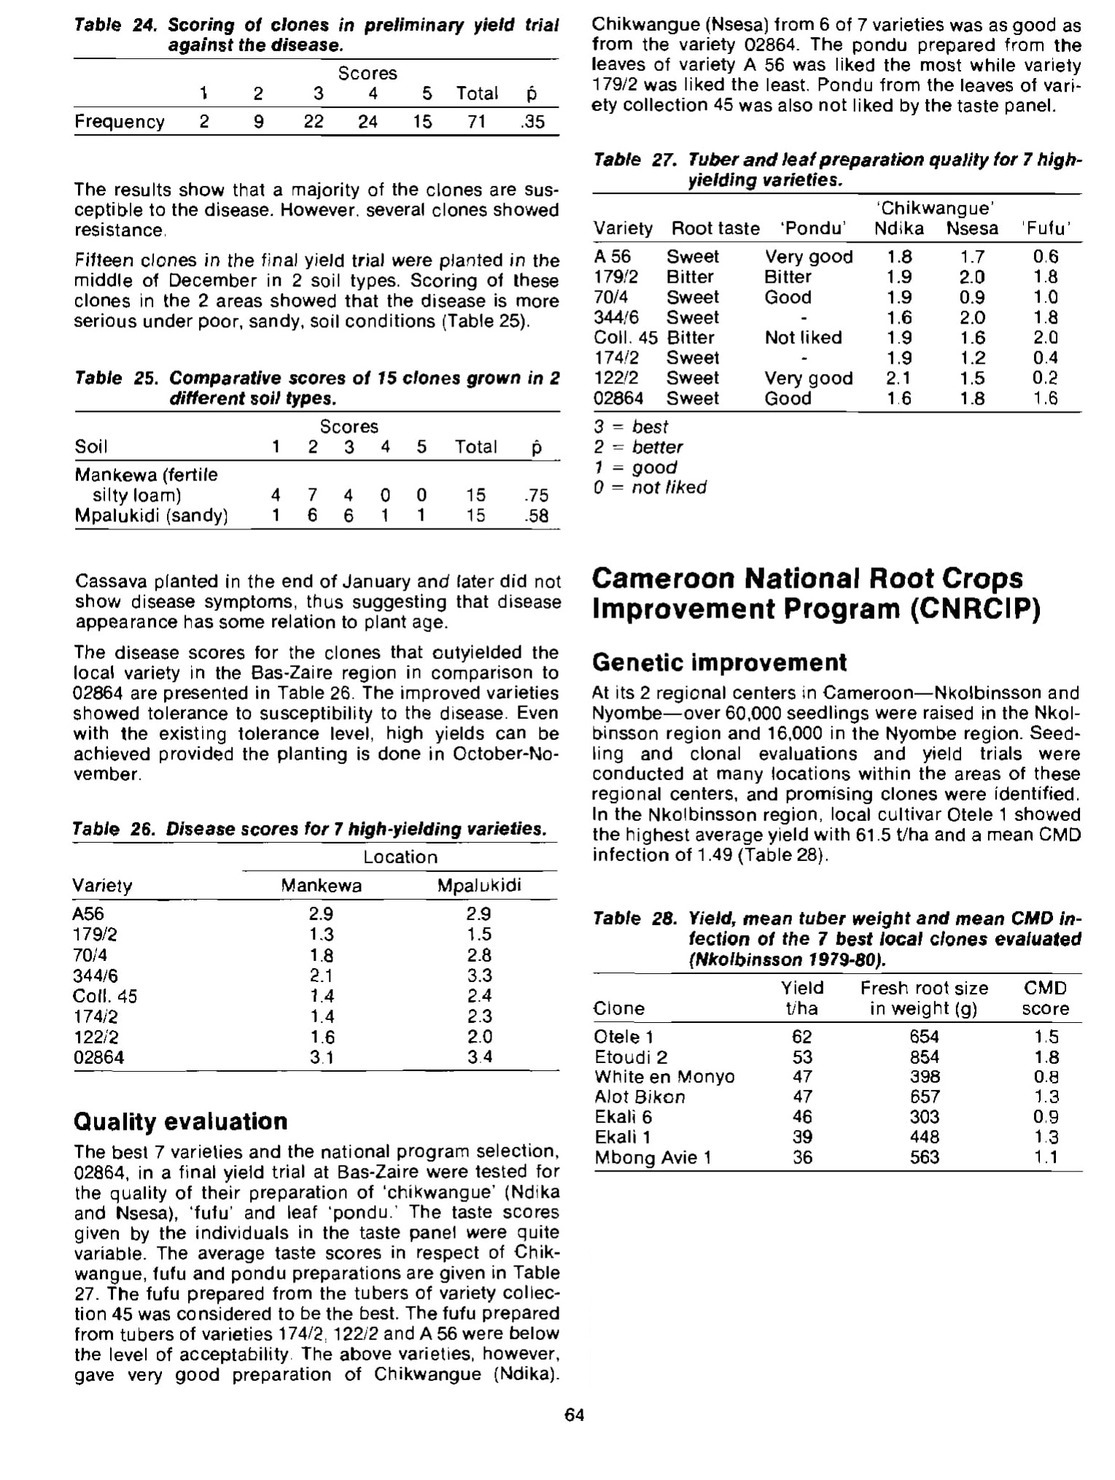 Table 24. Scoring of clones in preliminary yield trial
against the disease.
Scores
1 2 3 4 5 Total p̂
Frequency 2 9 22 24 15 71 .35
The results show that a majority of the clones are sus-
ceptible to the disease. However, several clones showed
resistance.
Fifteen clones in the final yield trial were planted in the
middle of December in 2 soil types. Scoring of these
clones in the 2 areas showed that the disease is more
serious under poor, sandy, soil conditions (Table 25).
Table 25. Comparative scores of 15 clones grown in 2
different soil types.
Scores
Soil 1 2 3 4 5 Total p̂
Mankewa (fertile
silty loam) 4 7 4 0 0 15 .75
Mpalukidi (sandy) 1 6 6 1 1 15 .58
Cassava planted in the end of January and later did not
show disease symptoms, thus suggesting that disease
appearance has some relation to plant age.
The disease scores for the clones that outyielded the
local variety in the Bas-Zaire region in comparison to
02864 are presented in Table 26. The improved varieties
showed tolerance to susceptibility to the disease. Even
with the existing tolerance level, high yields can be
achieved provided the planting is done in October-No-
vember.
Table 26. Disease scores for 7 high-yielding varieties.
Location
Variety Mankewa Mpalukidi
A56 2.9 2.9
179/2 1.3 1.5
70/4 1.8 2.8
344/6 2.1 3.3
Coll. 45 1.4 2.4
174/2 1.4 2.3
122/2 1.6 2.0
02864 3.1 3.4
Quality evaluation
The best 7 varieties and the national program selection,
02864, in a final yield trial at Bas-Zaire were tested for
the quality of their preparation of 'chikwangue' (Ndika
and Nsesa), 'fufu' and leaf 'pondu.' The taste scores
given by the individuals in the taste panel were quite
variable. The average taste scores in respect of Chik-
wangue, fufu and pondu preparations are given in Table
27. The fufu prepared from the tubers of variety collec-
tion 45 was considered to be the best. The fufu prepared
from tubers of varieties 174/2, 122/2 and A 56 were below
the level of acceptability. The above varieties, however,
gave very good preparation of Chikwangue (Ndika).
Chikwangue (Nsesa) from 6 of 7 varieties was as good as
from the variety 02864. The pondu prepared from the
leaves of variety A 56 was liked the most while variety
179/2 was liked the least. Pondu from the leaves of vari-
ety collection 45 was also not liked by the taste panel.
Table 27. Tuber and leaf preparation quality for 7 high-
yielding varieties.
'Chikwangue'
Variety Root taste 'Pondu' Ndika Nsesa 'Fufu'
A 56 Sweet Very good 1.8 1.7 0.6
179/2 Bitter Bitter 1.9 2.0 1.8
70/4 Sweet Good 1.9 0.9 1.0
344/6 Sweet - 1.6 2.0 1.8
Coll. 45 Bitter Not liked 1.9 1.6 2.0
174/2 Sweet - 1.9 1.2 0.4
122/2 Sweet Very good 2.1 1.5 0.2
02864 Sweet Good 1.6 1.8 1.6
3 = best
2 = better
1 = good
0 = not liked
Cameroon National Root Crops
Improvement Program (CNRCIP)
Genetic improvement
At its 2 regional centers in Cameroon—Nkolbinsson and
Nyombe—over 60,000 seedlings were raised in the Nkol-
binsson region and 16,000 in the Nyombe region. Seed-
ling and clonal evaluations and yield trials were
conducted at many locations within the areas of these
regional centers, and promising clones were identified.
In the Nkolbinsson region, local cultivar Otele 1 showed
the highest average yield with 61.5 t/ha and a mean CMD
infection of 1.49 (Table 28).
Table 28. Yield, mean tuber weight and mean CMD in-
fection of the 7 best local clones evaluated
(Nkolbinsson 1979-80).
Yield Fresh root size CMD
Clone t/ha in weight (g) score
Otele 1 62 654 1.5
Etoudi 2 53 854 1.8
White en Monyo 47 398 0.8
Alot Bikon 47 657 1.3
Ekali 6 46 303 0.9
Ekali 1 39 448 1.3
Mbong Avie 1 36 563 1.1
64